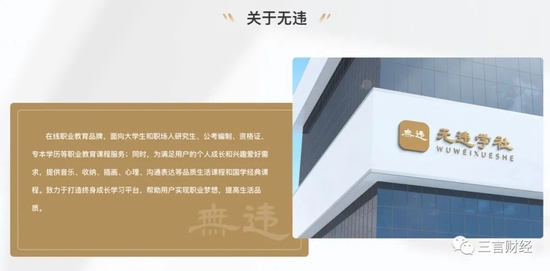 关于无违
在线职业教育品牌，面向大学生和职场人研究生、公考编制、资格证、
专本学历等职业教育课程服务；同时，为满足用户的个人成长和兴趣爱好需
求，提供音乐、收纳、插画、心理、沟通表达等品质生活课程和国学经典课
程。致力于打造终身成长学习平台，帮助用户实现职业梦想，提高生活品
质。
無违
無违
无违学社
WUWEIXUESHE
三言财经